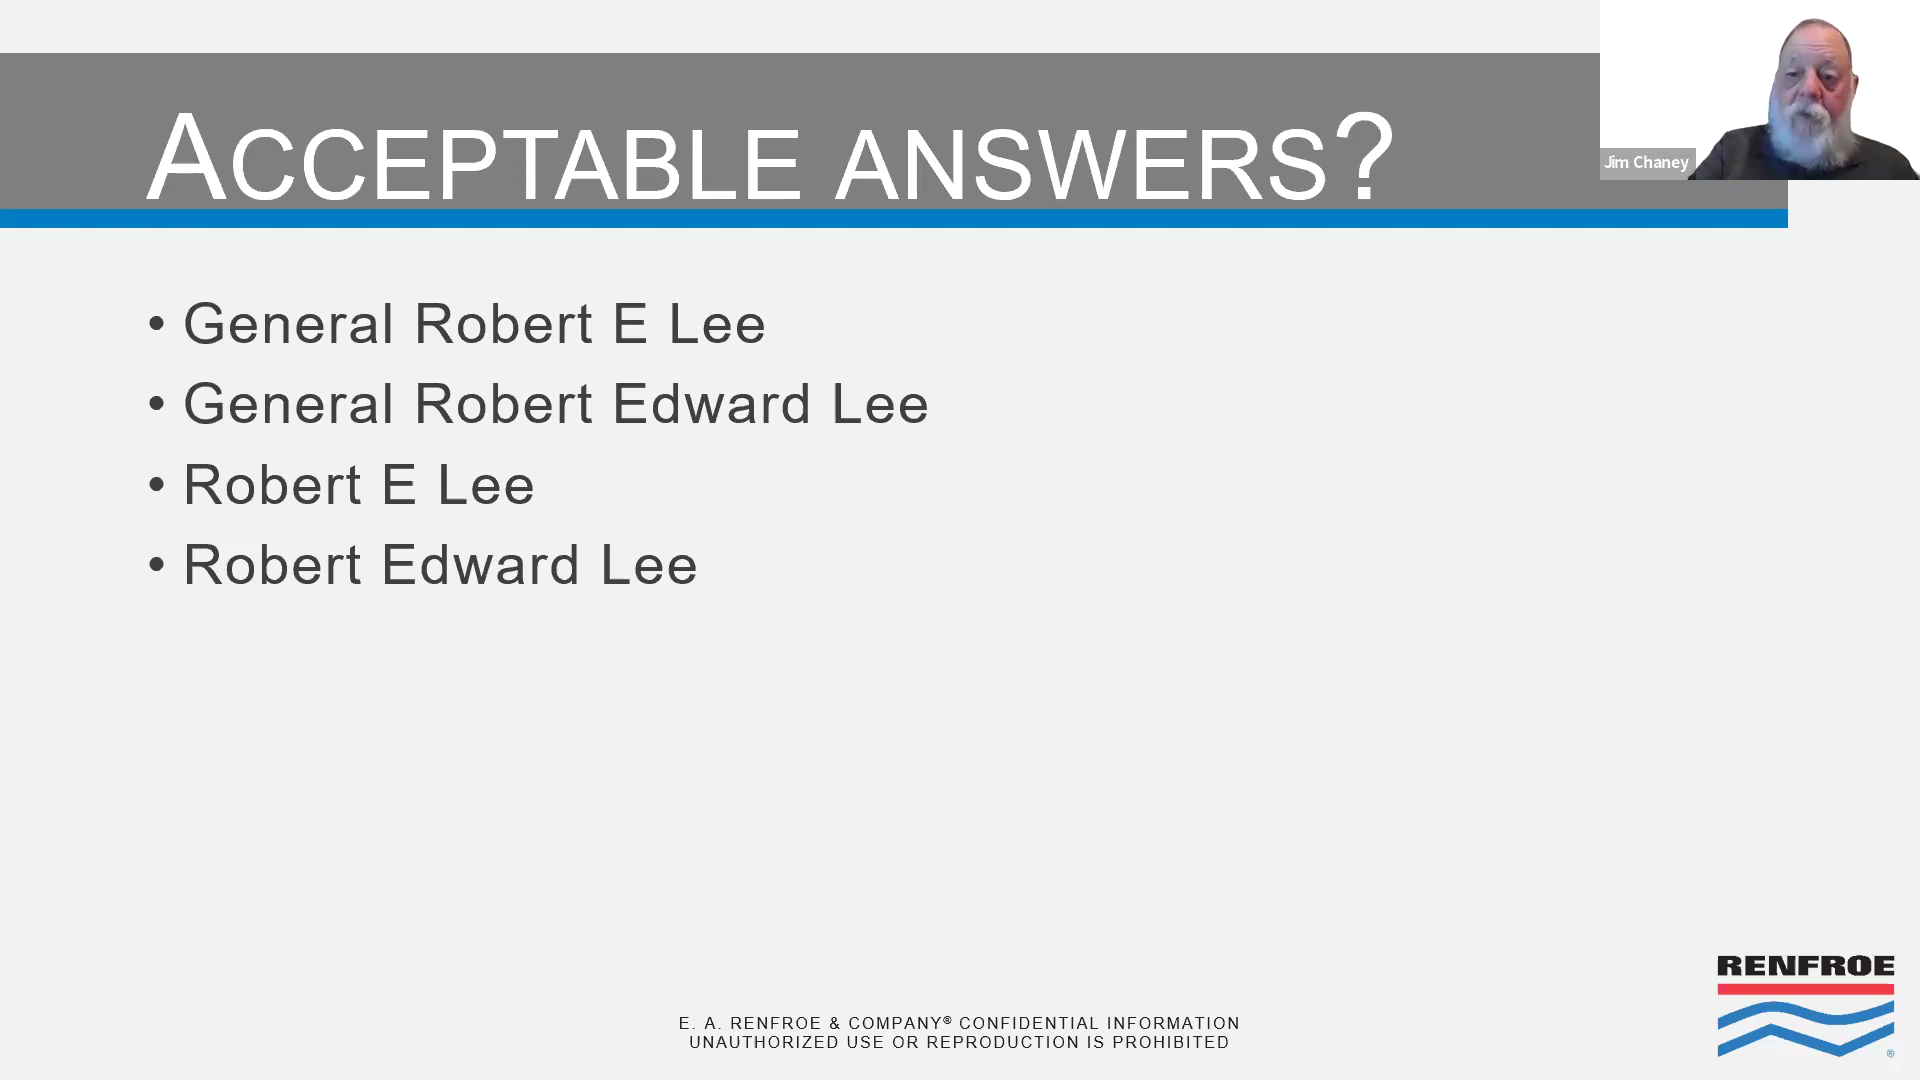 ACCEPTABLE ANSWERS?
Jim Chaney
• General Robert E Lee
• General Robert Edward Lee
• Robert E Lee
• Robert Edward Lee
RENFROE
®
E. A. RENFROE & COMPANY® CONFIDENTIAL INFORMATION
UNAUTHORIZED USE OR REPRODUCTION IS PROHIBITED